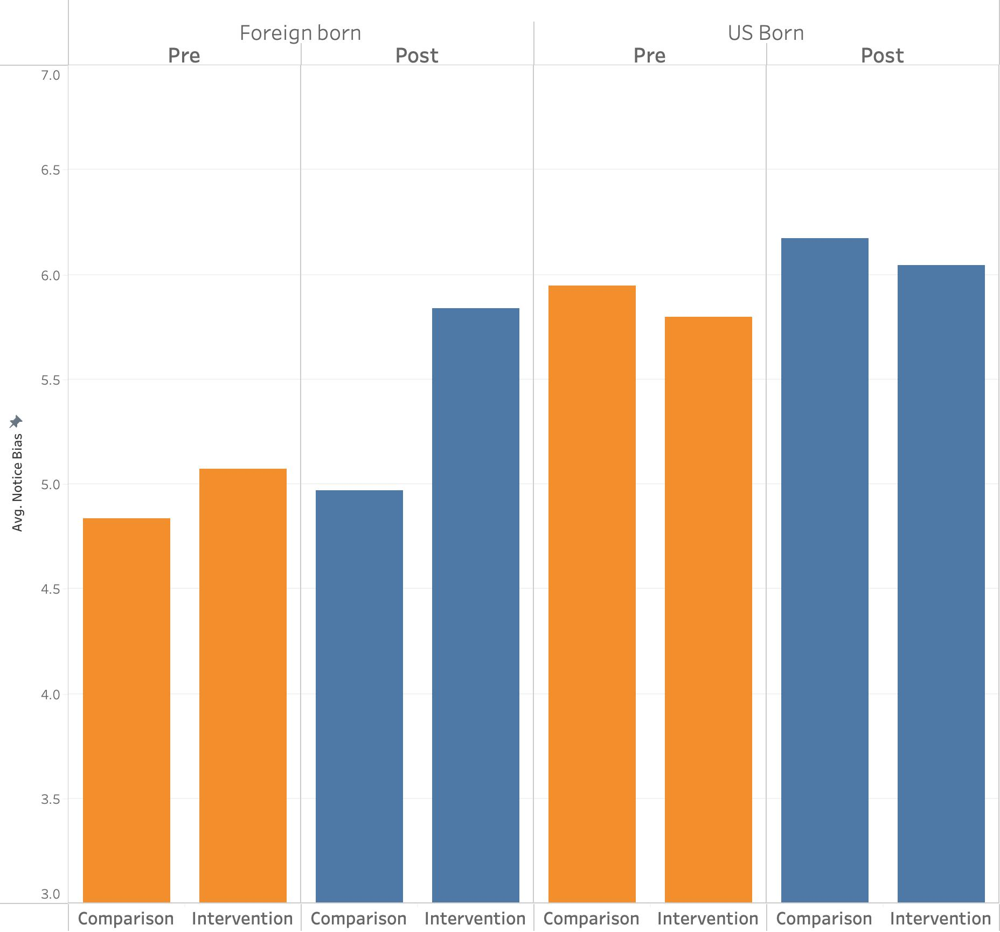 Foreign born US Born
Pre Post Pre Post
7.0
6.5
6.0
5.5
5.0
4.5
4.0
3.5
3.0
Avg. Notice Bias
Comparison Intervention Comparison Intervention Comparison Intervention Comparison Intervention